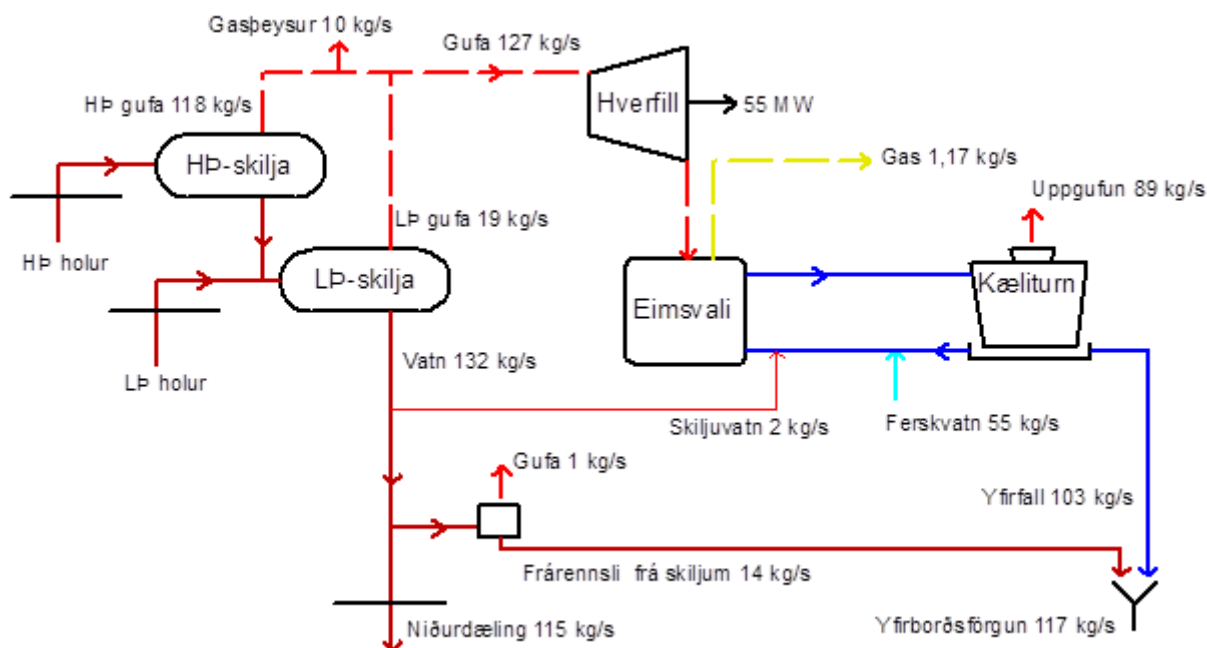 Gasþeysur 10 kg/s
Gufa 127 kg/s
HÞ gufa 118 kg/s
Hverfill
55 MW
Gas 1,17 kg/s
HÞ-skilja
Uppgufun 89 kg/s
LÞ gufa 19 kg/s
HÞ holur
LÞ-skilja
Eimsvali
Kæliturn
Vatn 132 kg/s
LÞ holur
Skiljuvatn 2 kg/s
Ferskvatn 55 kg/s
Gufa 1 kg/s
Yfirfall 103 kg/s
Frárennsli frá skiljum 14 kg/s
Niðurdæling 115 kg/s
Yfirborðsförgun 117 kg/s